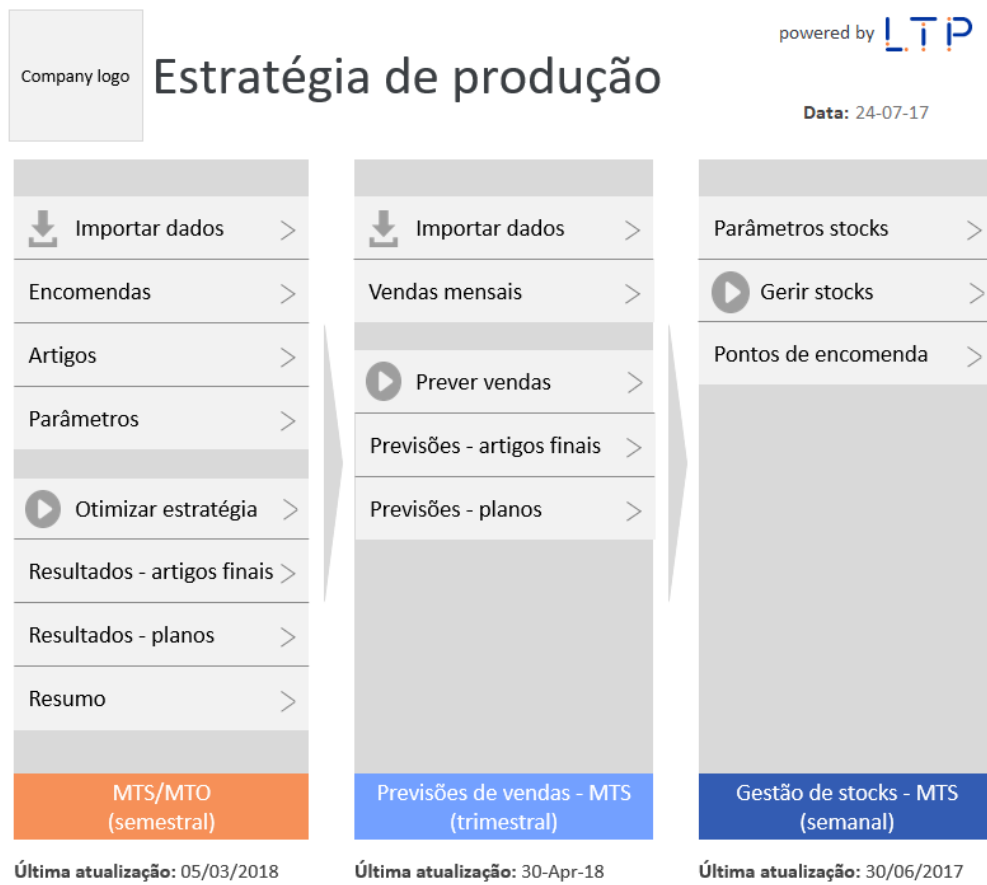 Company logo
Estratégia de produção
powered by LTP
Data: 24-07-17
Importar dados
Encomendas
Artigos
Parâmetros
Otimizar estratégia
Resultados - artigos finais
Resultados - planos
Resumo
MTS/MTO
(semestral)
Última atualização: 05/03/2018
Importar dados
Vendas mensais
Prever vendas
Previsões - artigos finais
Previsões - planos
Previsões de vendas - MTS
(trimestral)
Última atualização: 30-Apr-18
Parâmetros stocks
Gerir stocks
Pontos de encomenda
Gestão de stocks - MTS
(semanal)
Última atualização: 30/06/2017